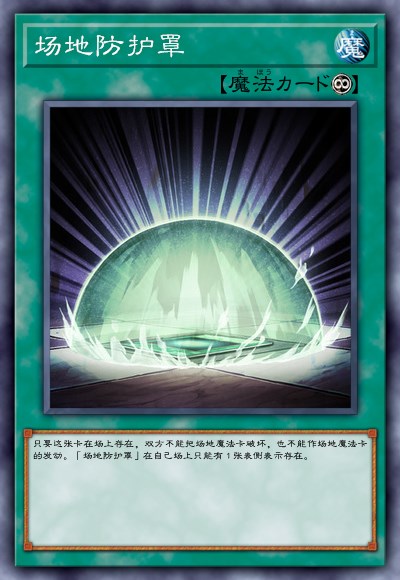 场地防护罩
魔
【魔法カード】
まほう
只要这张卡在场上存在，双方不能把场地魔法卡破坏，也不能作场地魔法卡
的发动。「场地防护罩」在自己场上只能有1张表侧表示存在。